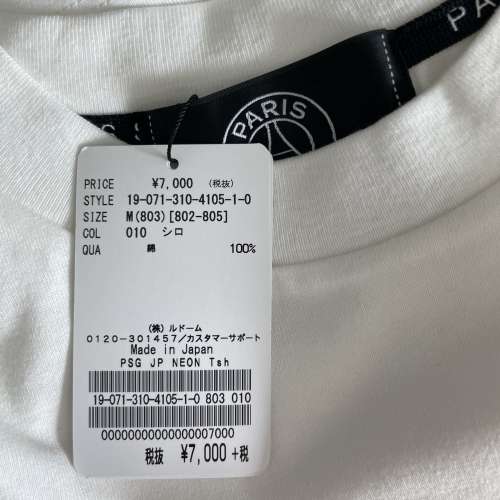 PA
PARIS
PRICE ¥7,000 (税抜)
STYLE 19-071-310-4105-1-0
SIZE M(803)[802-805]
COL 010 シロ
QUA 綿 100%
(株)ルドーム
0120-301457/カスタマーサポート
Made in Japan
PSG JP NEON Tsh
19-071-310-4105-1-0 803 010
00000000000000007000
税抜 ¥7,000 +税